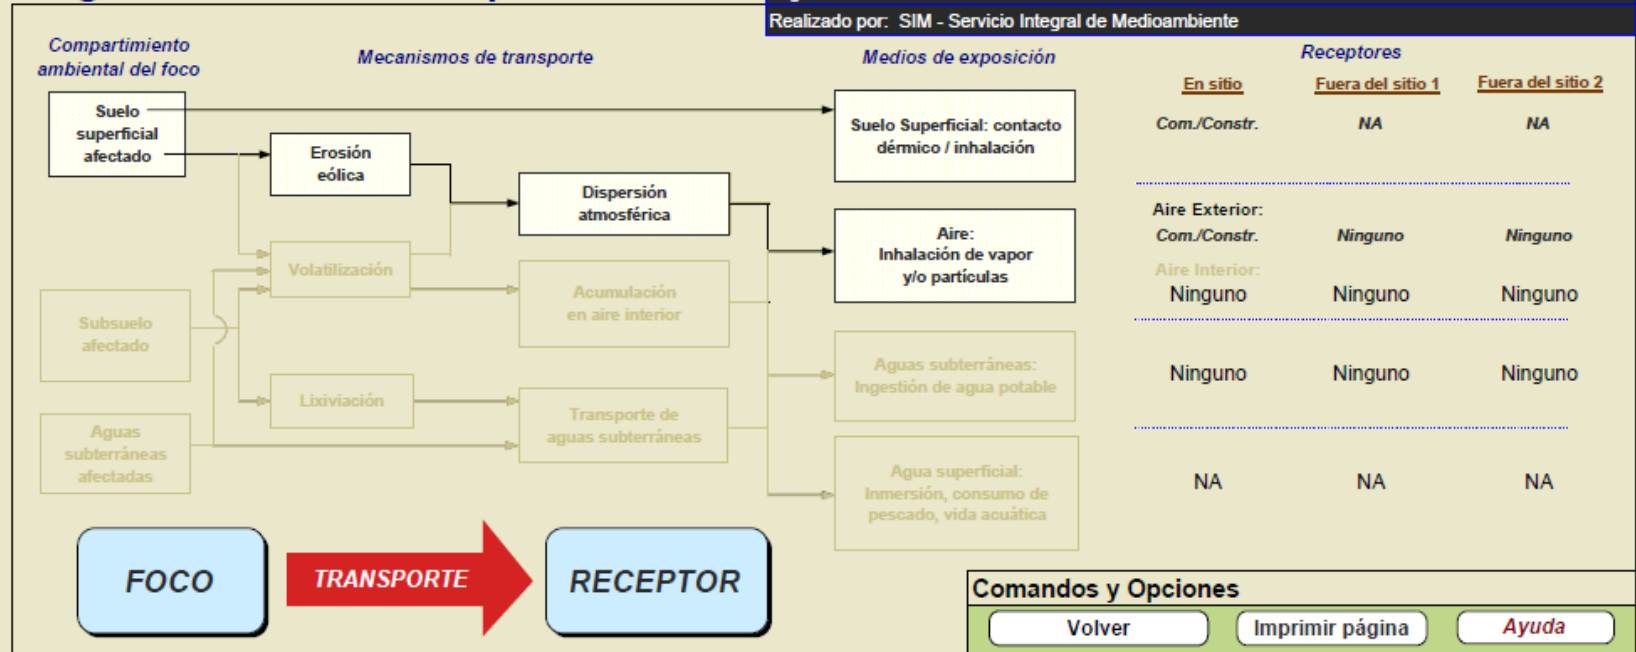 Realizado por: SIM - Servicio Integral de Medioambiente
Compartimiento
ambiental del foco
Mecanismos de transporte
Medios de exposición
Receptores
En sitio
Fuera del sitio 1
Fuera del sitio 2
Suelo
superficial
afectado
Erosión
eólica
Dispersión
atmosférica
Suelo Superficial: contacto
dérmico / inhalación
Com./Constr.
NA
NA
Aire:
Inhalación de vapor
y/o partículas
Aire Exterior:
Com./Constr.
Ninguno
Ninguno
Aire Interior:
Ninguno
Ninguno
Ninguno
Volatilización
Acumulación
en aire interior
Subsuelo
afectado
Aguas subterráneas:
Ingestión de agua potable
Ninguno
Ninguno
Ninguno
Lixiviación
Transporte de
aguas subterráneas
Aguas
subterráneas
afectadas
Agua superficial:
Inmersión, consumo de
pescado, vida acuática
NA
NA
NA
FOCO
TRANSPORTE
RECEPTOR
Comandos y Opciones
Volver
Imprimir página
Ayuda